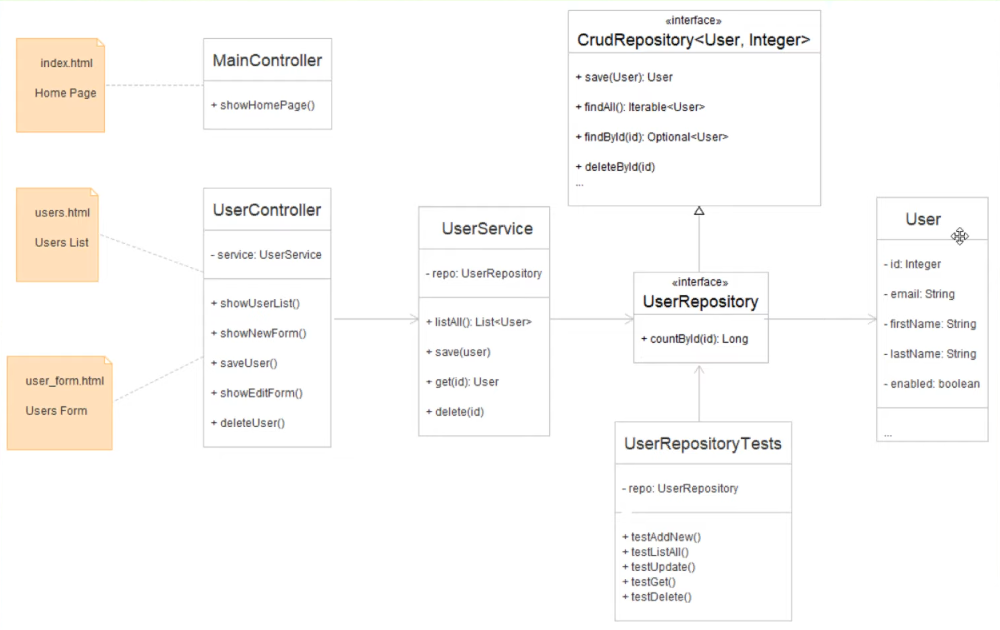 index.html
Home Page
MainController
+ showHomePage()
«interface»
CrudRepository<User, Integer>
+ save(User): User
+ findAll(): Iterable<User>
+ findById(id): Optional<User>
+ deleteById(id)
...
users.html
Users List
UserController
- service: UserService
+ showUserList()
+ showNewForm()
+ saveUser()
+ showEditForm()
+ deleteUser()
user_form.html
Users Form
UserService
- repo: UserRepository
+ listAll(): List<User>
+ save(user)
+ get(id): User
+ delete(id)
«interface»
UserRepository
+ countById(id): Long
User
- id: Integer
- email: String
- firstName: String
- lastName: String
- enabled: boolean
...
UserRepositoryTests
- repo: UserRepository
+ testAddNew()
+ testListAll()
+ testUpdate()
+ testGet()
+ testDelete()